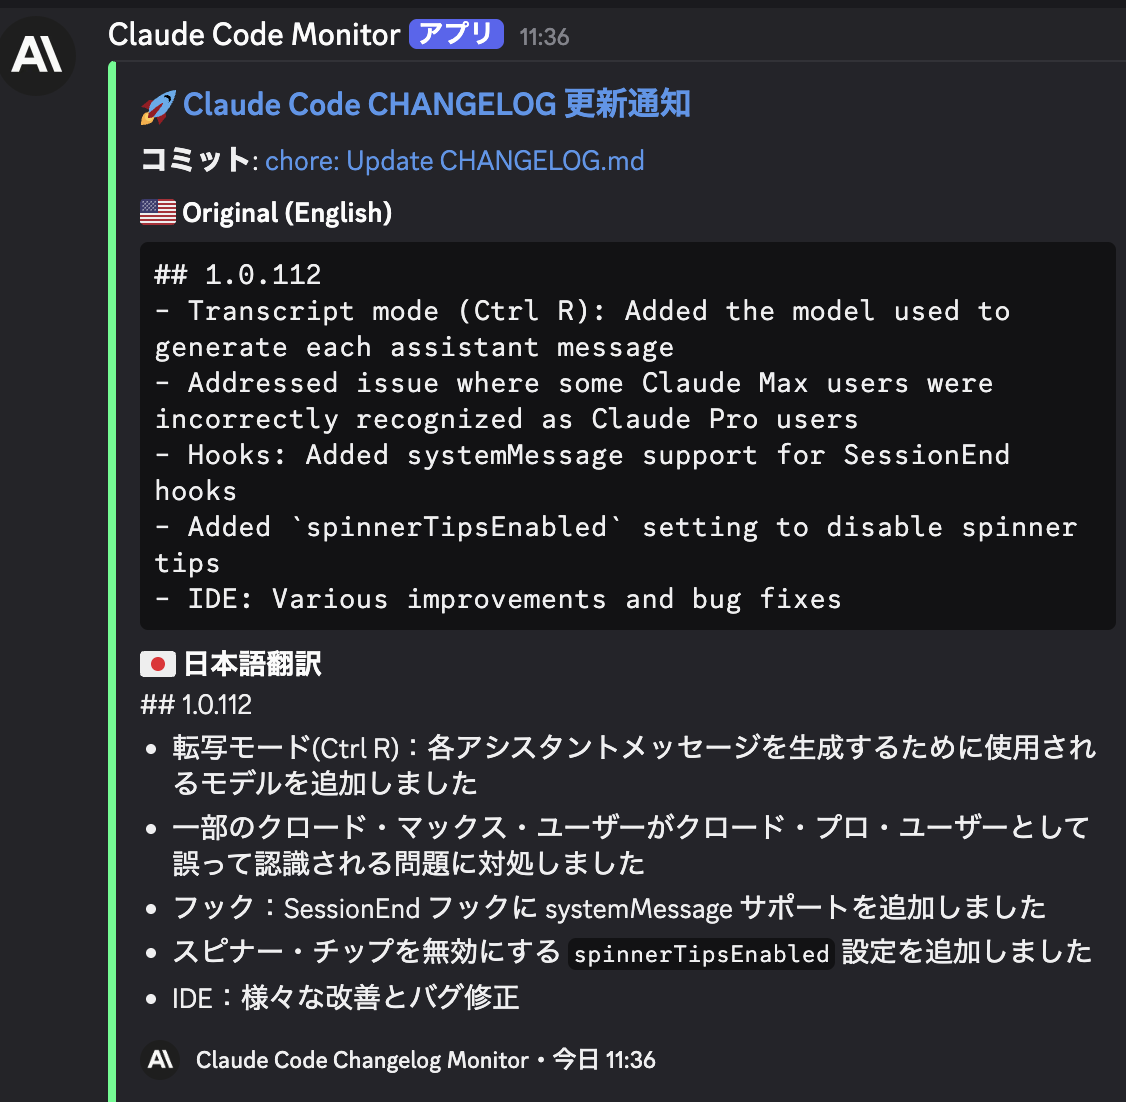 Claude Code Monitor アプリ 11:36
🚀 Claude Code CHANGELOG 更新通知
コミット: chore: Update CHANGELOG.md
🇺🇸 Original (English)
## 1.0.112
- Transcript mode (Ctrl R): Added the model used to
generate each assistant message
- Addressed issue where some Claude Max users were
incorrectly recognized as Claude Pro users
- Hooks: Added systemMessage support for SessionEnd
hooks
- Added `spinnerTipsEnabled` setting to disable spinner
tips
- IDE: Various improvements and bug fixes
🇯🇵 日本語翻訳
## 1.0.112
• 転写モード(Ctrl R)：各アシスタントメッセージを生成するために使用され
るモデルを追加しました
• 一部のクロード・マックス・ユーザーがクロード・プロ・ユーザーとして
誤って認識される問題に対処しました
• フック：SessionEnd フックに systemMessage サポートを追加しました
• スピナー・チップを無効にする spinnerTipsEnabled 設定を追加しました
• IDE：様々な改善とバグ修正
Claude Code Changelog Monitor • 今日 11:36